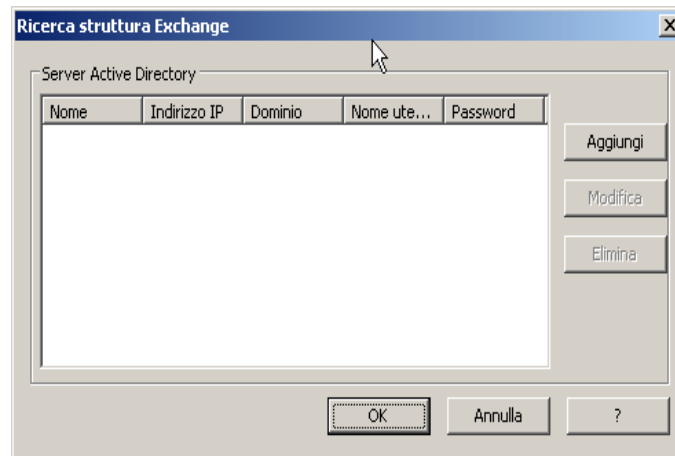 Ricerca struttura Exchange
Server Active Directory
Nome Indirizzo IP Dominio Nome ute... Password
Aggiungi
Modifica
Elimina
OK Annulla ?